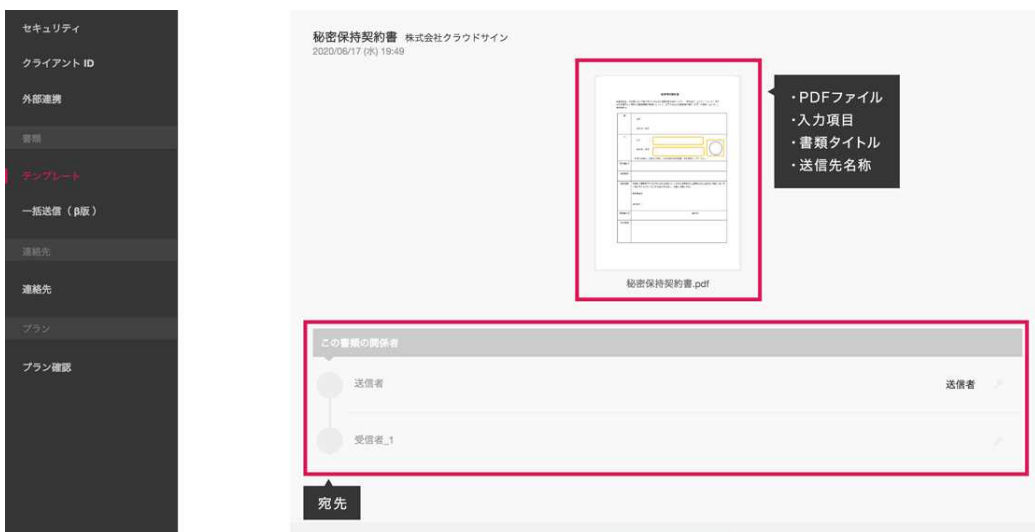 セキュリティ
クライアント ID
外部連携
書類
テンプレート
一括送信（β版）
連絡先
連絡先
プラン
プラン確認
秘密保持契約書 株式会社クラウドサイン
2020/06/17 (水) 19:49
秘密保持契約書.pdf
・PDFファイル
・入力項目
・書類タイトル
・送信先名称
この書類の関係者
送信者 送信者
受信者_1
宛先